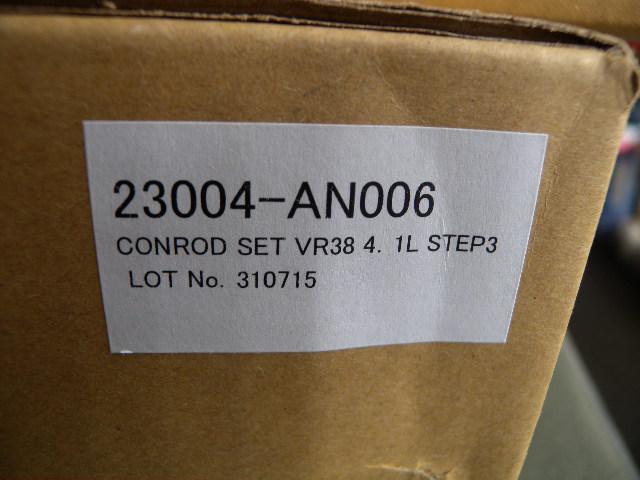 23004-AN006
CONROD SET VR38 4. 1L STEP3
LOT No. 310715